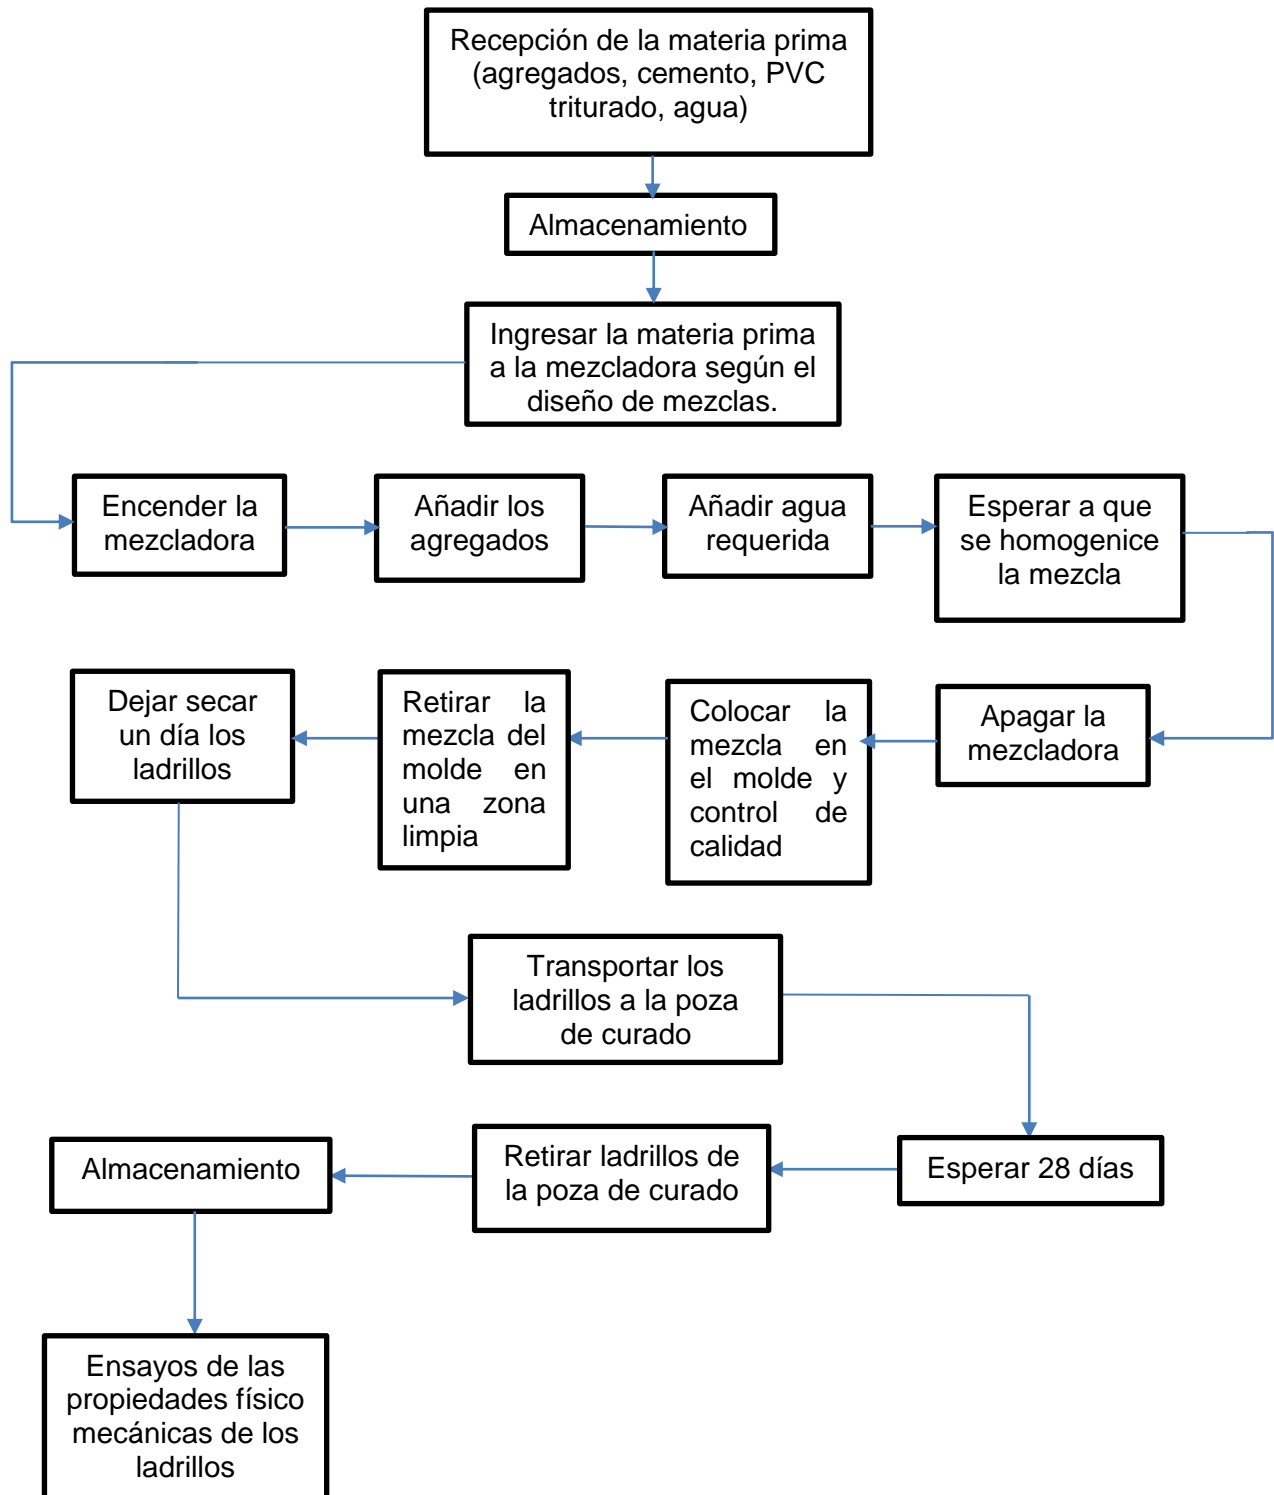 Recepción de la materia prima
(agregados, cemento, PVC
triturado, agua)
Almacenamiento
Ingresar la materia prima
a la mezcladora según el
diseño de mezclas.
Encender la
mezcladora
Añadir los
agregados
Añadir agua
requerida
Esperar a que
se homogenice
la mezcla
Apagar la
mezcladora
Colocar la
mezcla en
el molde y
control de
calidad
Retirar la
mezcla del
molde en
una zona
limpia
Dejar secar
un día los
ladrillos
Transportar los
ladrillos a la poza
de curado
Esperar 28 días
Retirar ladrillos de
la poza de curado
Almacenamiento
Ensayos de las
propiedades físico
mecánicas de los
ladrillos